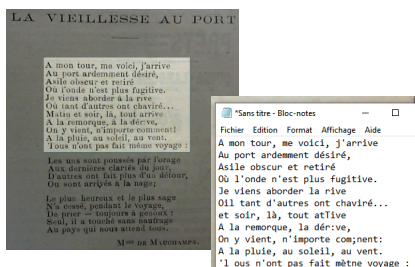 LA VIEILLESSE AU PORT
A mon tour, me voici, j'arrive
Au port ardemment désiré,
Asile obscur et retiré
Où l'onde n'est plus fugitive.
Je viens aborder à la rive
Où tant d'autres ont chaviré...
Matin et soir, là, tout arrive
A la remorque, à la dérive,
On y vient, n'importe comment!
A la pluie, au soleil, au vent.
Tous n'ont pas fait même voyage :
Les uns sont poussés par l'orage
Aux dernières clartés du jour,
D'autres ont fait plus d'un détour,
Ou sont arrivés à la nage;
Le plus heureux et le plus sage
N'a cessé, pendant le voyage,
De prier — toujours à genoux :
Seul, il a touché sans naufrage
Au pays qui nous attend tous.
Mme DE MAUCHAMPS.
*Sans titre - Bloc-notes
Fichier Edition Format Affichage Aide
A mon tour, me voici, j'arrive
Au port ardemment désiré,
Asile obscur et retiré
Où l'onde n'est plus fugitive.
Je viens aborder la rive
Oil tant d'autres ont chaviré...
et soir, là, tout atTîve
A la remorque, la dér:ve,
On y vient, n'importe com;nent:
A la pluie, au soleil, au vent.
'l ous n'ont pas fait mètne voyage :